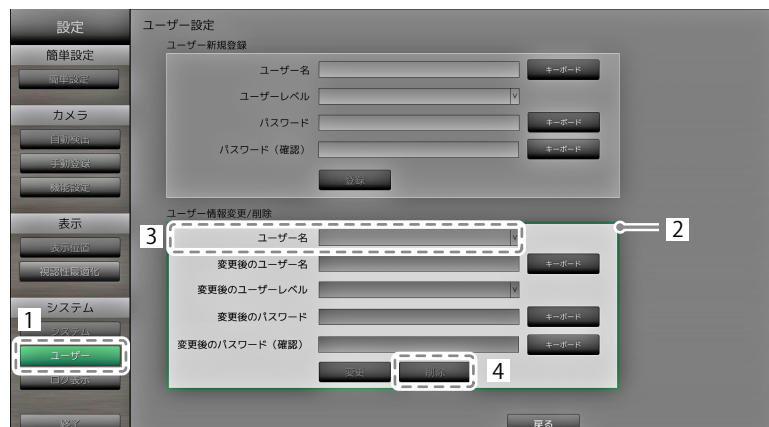 設定
簡単設定
簡単設定
カメラ
自動検出
手動登録
機能設定
表示
表示位置
視認性最適化
システム
1
システム
ユーザー
ログ表示
終了
ユーザー設定
ユーザー新規登録
ユーザー名
キーボード
ユーザーレベル
V
パスワード
キーボード
パスワード（確認）
キーボード
登録
ユーザー情報変更/削除
2
3
ユーザー名
V
変更後のユーザー名
キーボード
変更後のユーザーレベル
V
変更後のパスワード
キーボード
変更後のパスワード（確認）
キーボード
変更
削除
4
戻る